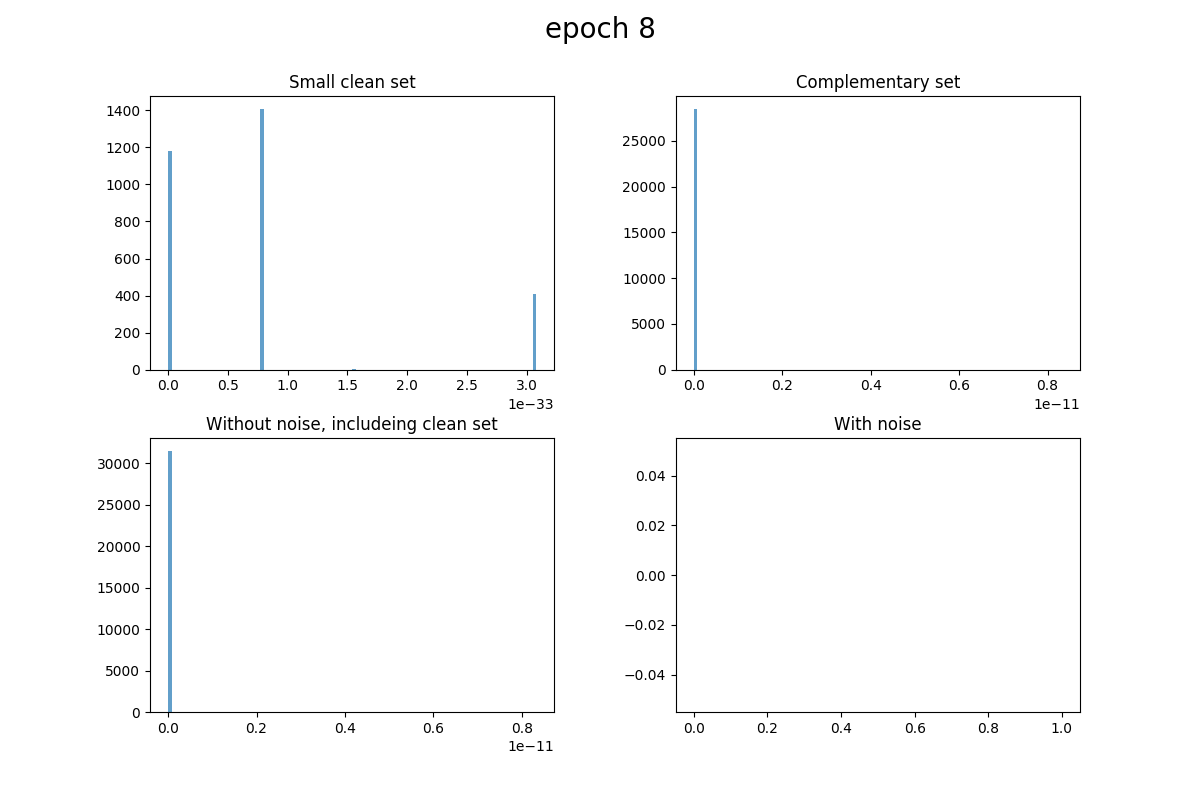 epoch 8
Small clean set
1400
1200
1000
800
600
400
200
0
0.0 0.5 1.0 1.5 2.0 2.5 3.0
1e−33
Complementary set
25000
20000
15000
10000
5000
0
0.0 0.2 0.4 0.6 0.8
1e−11
Without noise, includeing clean set
30000
25000
20000
15000
10000
5000
0
0.0 0.2 0.4 0.6 0.8
1e−11
With noise
0.04
0.02
0.00
−0.02
−0.04
0.0 0.2 0.4 0.6 0.8 1.0